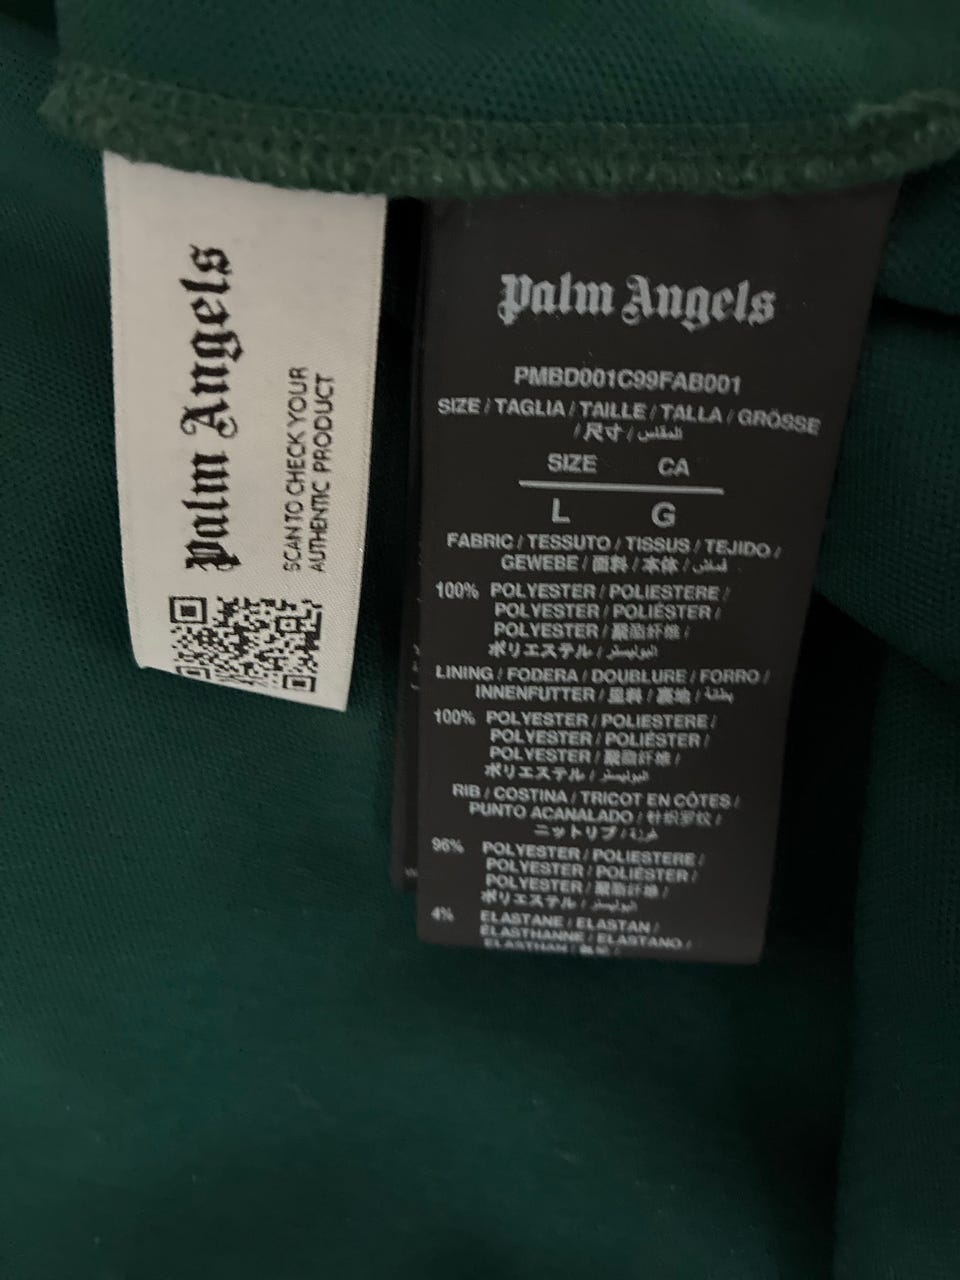 Palm Angels
SCAN TO CHECK YOUR
AUTHENTIC PRODUCT
Palm Angels
PMBD001C99FAB001
SIZE / TAGLIA / TAILLE / TALLA / GRÖSSE
/ 尺寸 / المقاس
SIZE CA
L G
FABRIC / TESSUTO / TISSUS / TEJIDO /
GEWEBE / 面料 / 本体 / قماش
100% POLYESTER / POLIESTERE /
POLYESTER / POLIÉSTER /
POLYESTER / 聚酯纤维 /
ポリエステル / البوليستر
LINING / FODERA / DOUBLURE / FORRO /
INNENFUTTER / 里料 / 裏地 / بطانة
100% POLYESTER / POLIESTERE /
POLYESTER / POLIÉSTER /
POLYESTER / 聚酯纤维 /
ポリエステル / البوليستر
RIB / COSTINA / TRICOT EN CÔTES /
PUNTO ACANALADO / 针织罗纹 /
ニットリブ /
96% POLYESTER / POLIESTERE /
POLYESTER / POLIÉSTER /
POLYESTER / 聚酯纤维 /
ポリエステル / البوليستر
4% ELASTANE / ELASTAN /
ÉLASTHANNE / ELASTANO /
ELASTHAN /